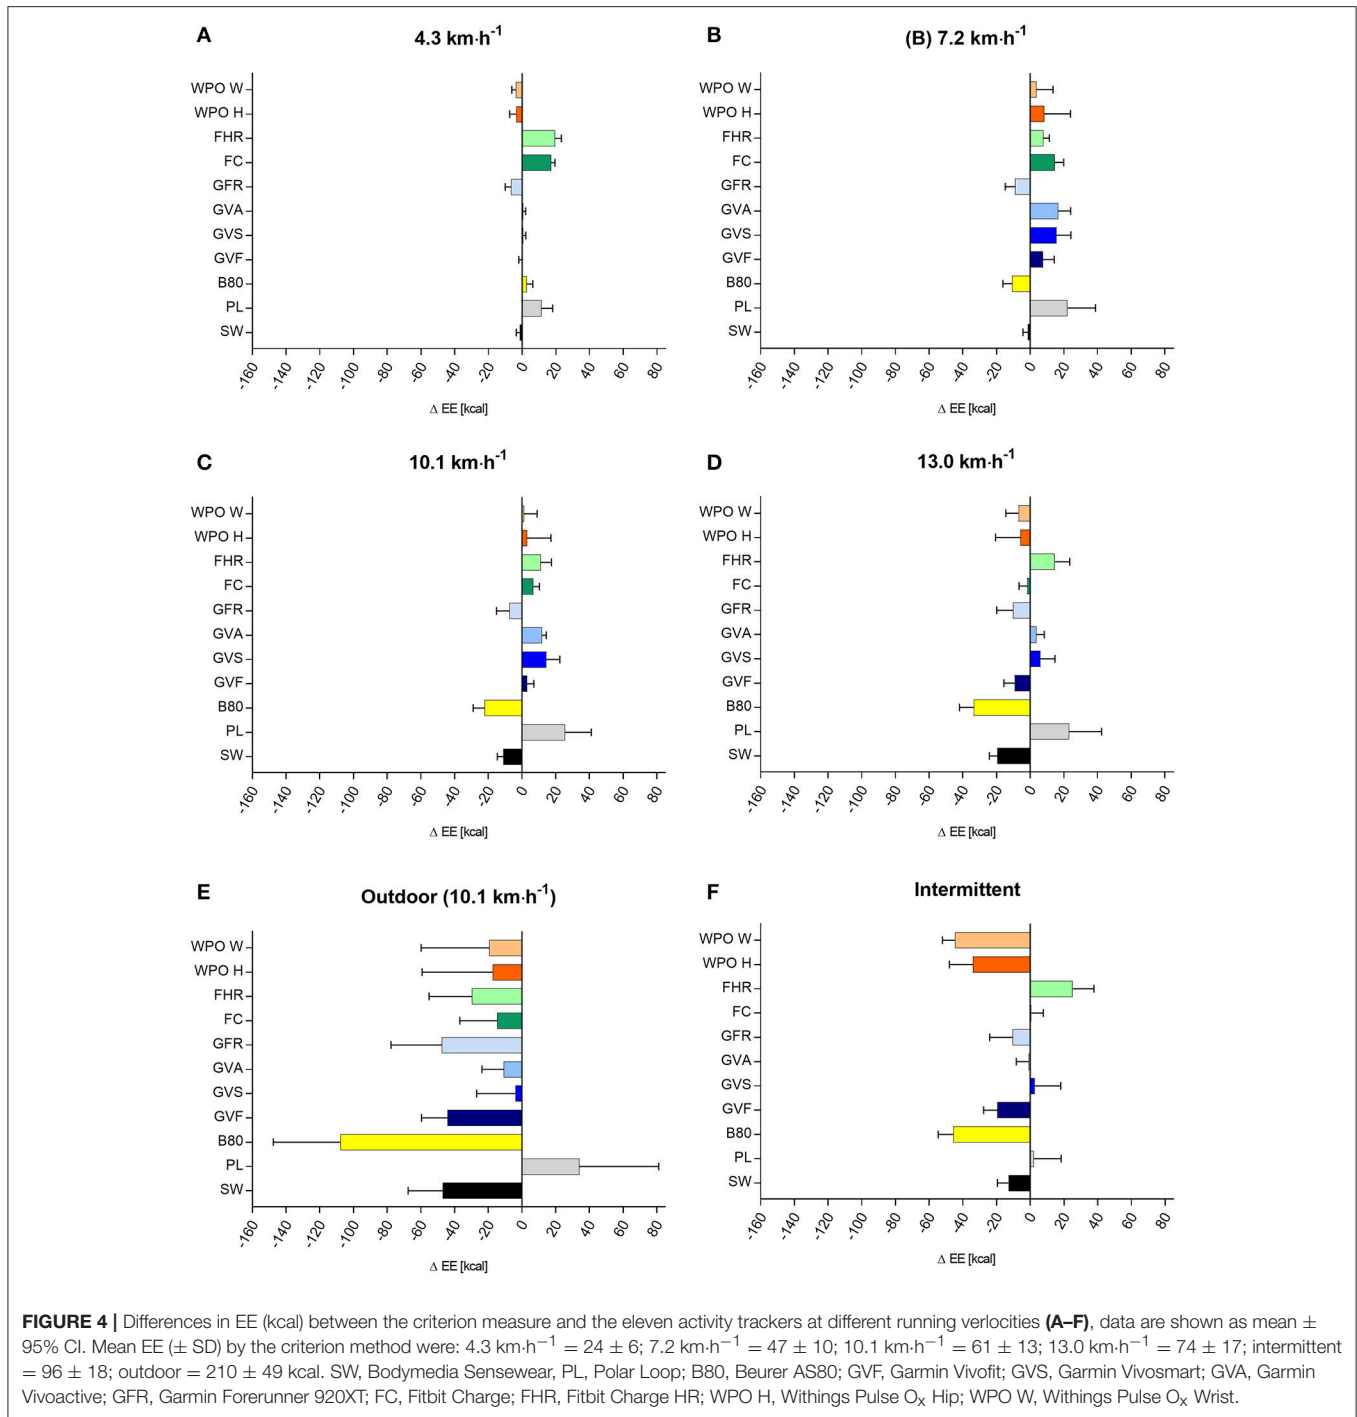 A
4.3 km·h⁻¹
WPO W
WPO H
FHR
FC
GFR
GVA
GVS
GVF
B80
PL
SW
-160 -140 -120 -100 -80 -60 -40 -20 0 20 40 60 80
Δ EE [kcal]
B
(B) 7.2 km·h⁻¹
WPO W
WPO H
FHR
FC
GFR
GVA
GVS
GVF
B80
PL
SW
-160 -140 -120 -100 -80 -60 -40 -20 0 20 40 60 80
Δ EE [kcal]
C
10.1 km·h⁻¹
WPO W
WPO H
FHR
FC
GFR
GVA
GVS
GVF
B80
PL
SW
-160 -140 -120 -100 -80 -60 -40 -20 0 20 40 60 80
Δ EE [kcal]
D
13.0 km·h⁻¹
WPO W
WPO H
FHR
FC
GFR
GVA
GVS
GVF
B80
PL
SW
-160 -140 -120 -100 -80 -60 -40 -20 0 20 40 60 80
Δ EE [kcal]
E
Outdoor (10.1 km·h⁻¹)
WPO W
WPO H
FHR
FC
GFR
GVA
GVS
GVF
B80
PL
SW
-160 -140 -120 -100 -80 -60 -40 -20 0 20 40 60 80
Δ EE [kcal]
F
Intermittent
WPO W
WPO H
FHR
FC
GFR
GVA
GVS
GVF
B80
PL
SW
-160 -140 -120 -100 -80 -60 -40 -20 0 20 40 60 80
Δ EE [kcal]
FIGURE 4 | Differences in EE (kcal) between the criterion measure and the eleven activity trackers at different running verlocities (A–F), data are shown as mean ±
95% CI. Mean EE (± SD) by the criterion method were: 4.3 km·h⁻¹ = 24 ± 6; 7.2 km·h⁻¹ = 47 ± 10; 10.1 km·h⁻¹ = 61 ± 13; 13.0 km·h⁻¹ = 74 ± 17; intermittent
= 96 ± 18; outdoor = 210 ± 49 kcal. SW, Bodymedia Sensewear, PL, Polar Loop; B80, Beurer AS80; GVF, Garmin Vivofit; GVS, Garmin Vivosmart; GVA, Garmin
Vivoactive; GFR, Garmin Forerunner 920XT; FC, Fitbit Charge; FHR, Fitbit Charge HR; WPO H, Withings Pulse Oₓ Hip; WPO W, Withings Pulse Oₓ Wrist.